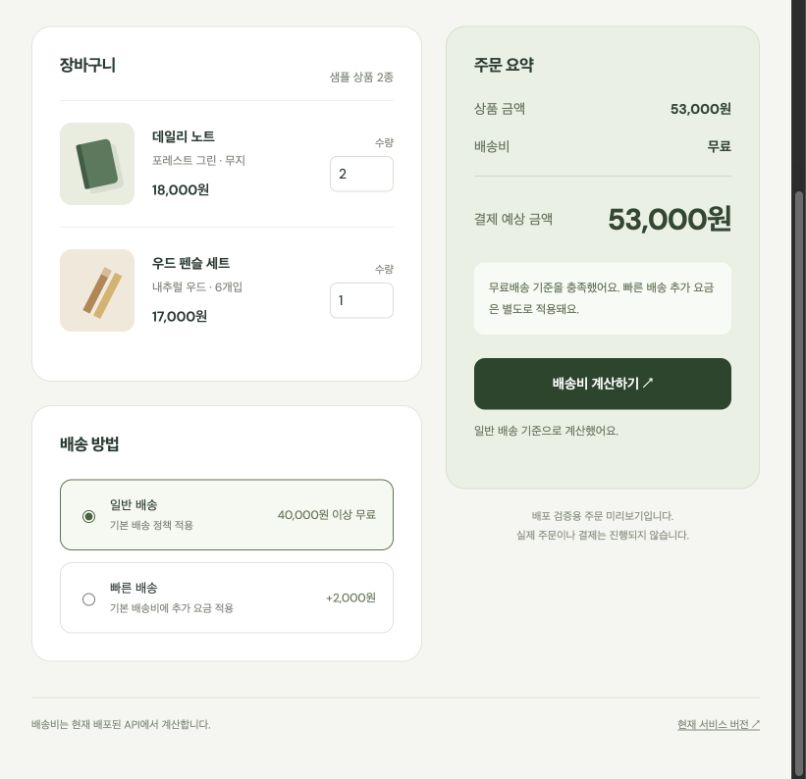 장바구니
샘플 상품 2종
데일리 노트
포레스트 그린 · 무지
18,000원
수량
2
우드 펜슬 세트
내추럴 우드 · 6개입
17,000원
수량
1
배송 방법
일반 배송
기본 배송 정책 적용
40,000원 이상 무료
빠른 배송
기본 배송비에 추가 요금 적용
+2,000원
주문 요약
상품 금액
53,000원
배송비
무료
결제 예상 금액
53,000원
무료배송 기준을 충족했어요. 빠른 배송 추가 요금
은 별도로 적용돼요.
배송비 계산하기 ↗
일반 배송 기준으로 계산했어요.
배포 검증용 주문 미리보기입니다.
실제 주문이나 결제는 진행되지 않습니다.
배송비는 현재 배포된 API에서 계산합니다.
현재 서비스 버전 ↗